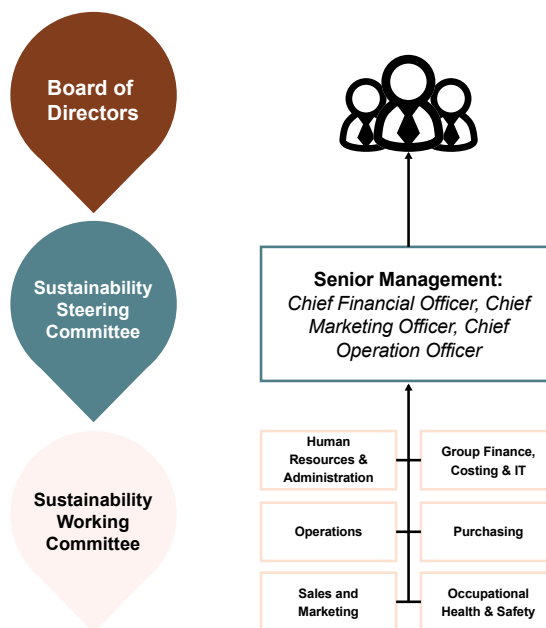 Board of
Directors
Sustainability
Steering
Committee
Senior Management:
Chief Financial Officer, Chief
Marketing Officer, Chief
Operation Officer
Sustainability
Working
Committee
Human
Resources &
Administration
Group Finance,
Costing & IT
Operations
Purchasing
Sales and
Marketing
Occupational
Health & Safety